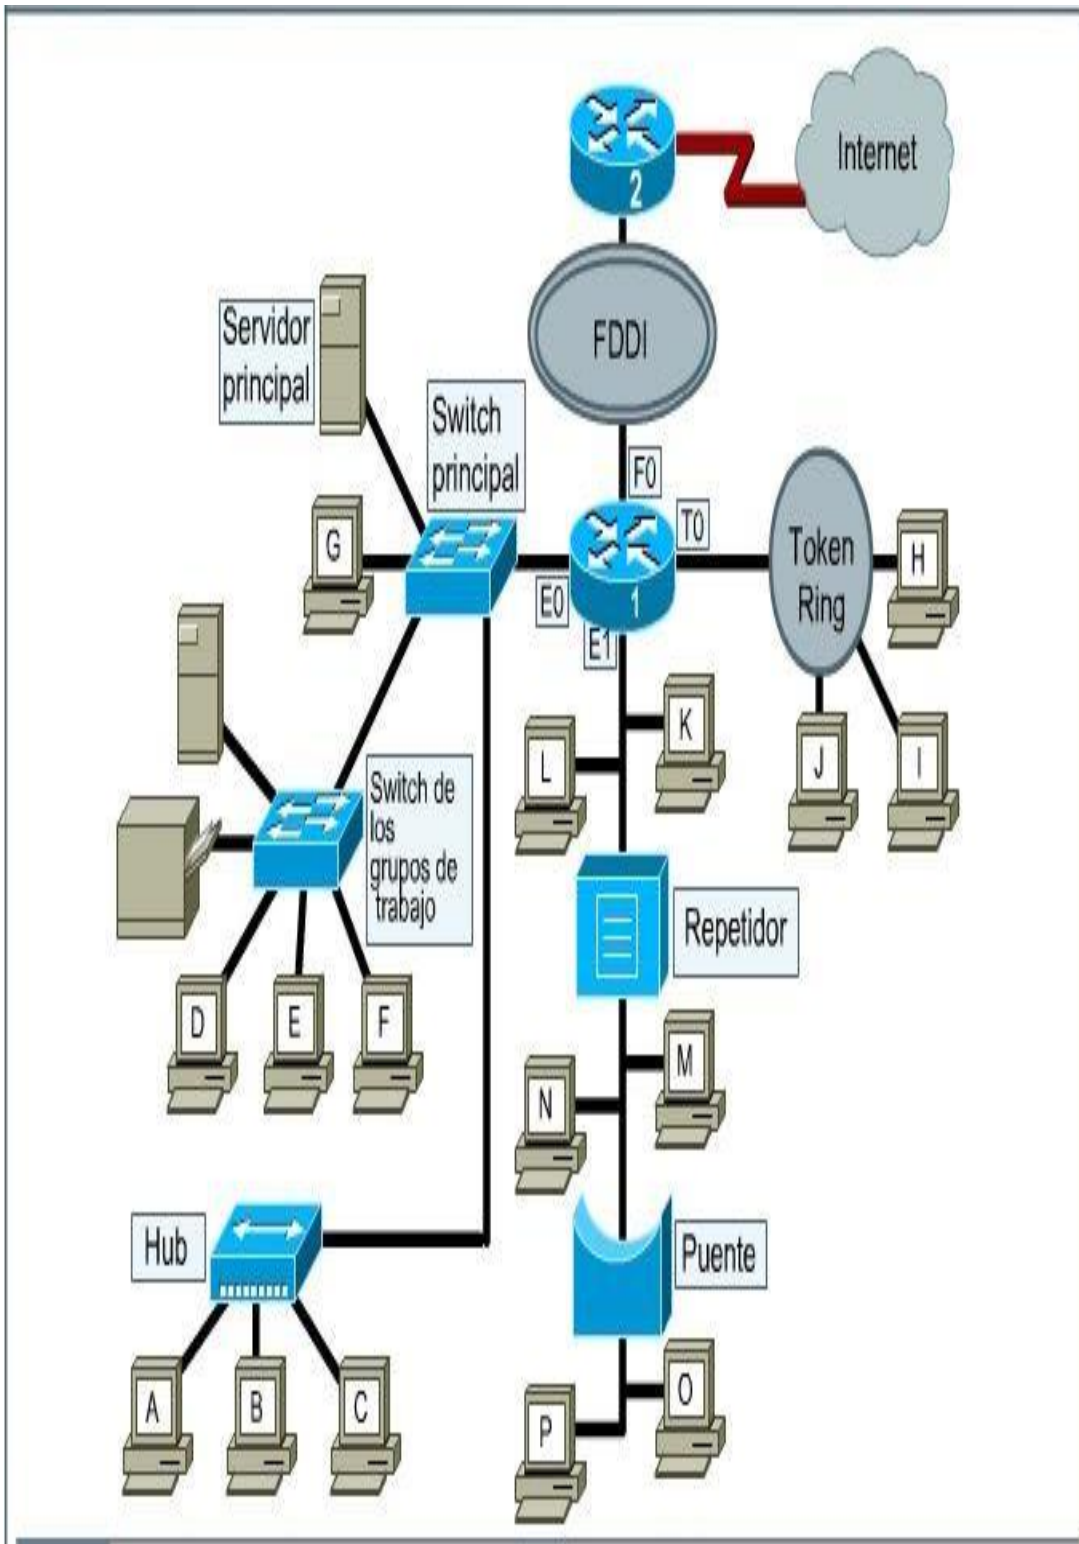 Internet
2
FDDI
Servidor
principal
Switch
principal
F0
T0
G
E0
1
E1
Token
Ring
H
K
L
J
I
Switch de
los
grupos de
trabajo
Repetidor
D
E
F
M
N
Hub
Puente
A
B
C
O
P